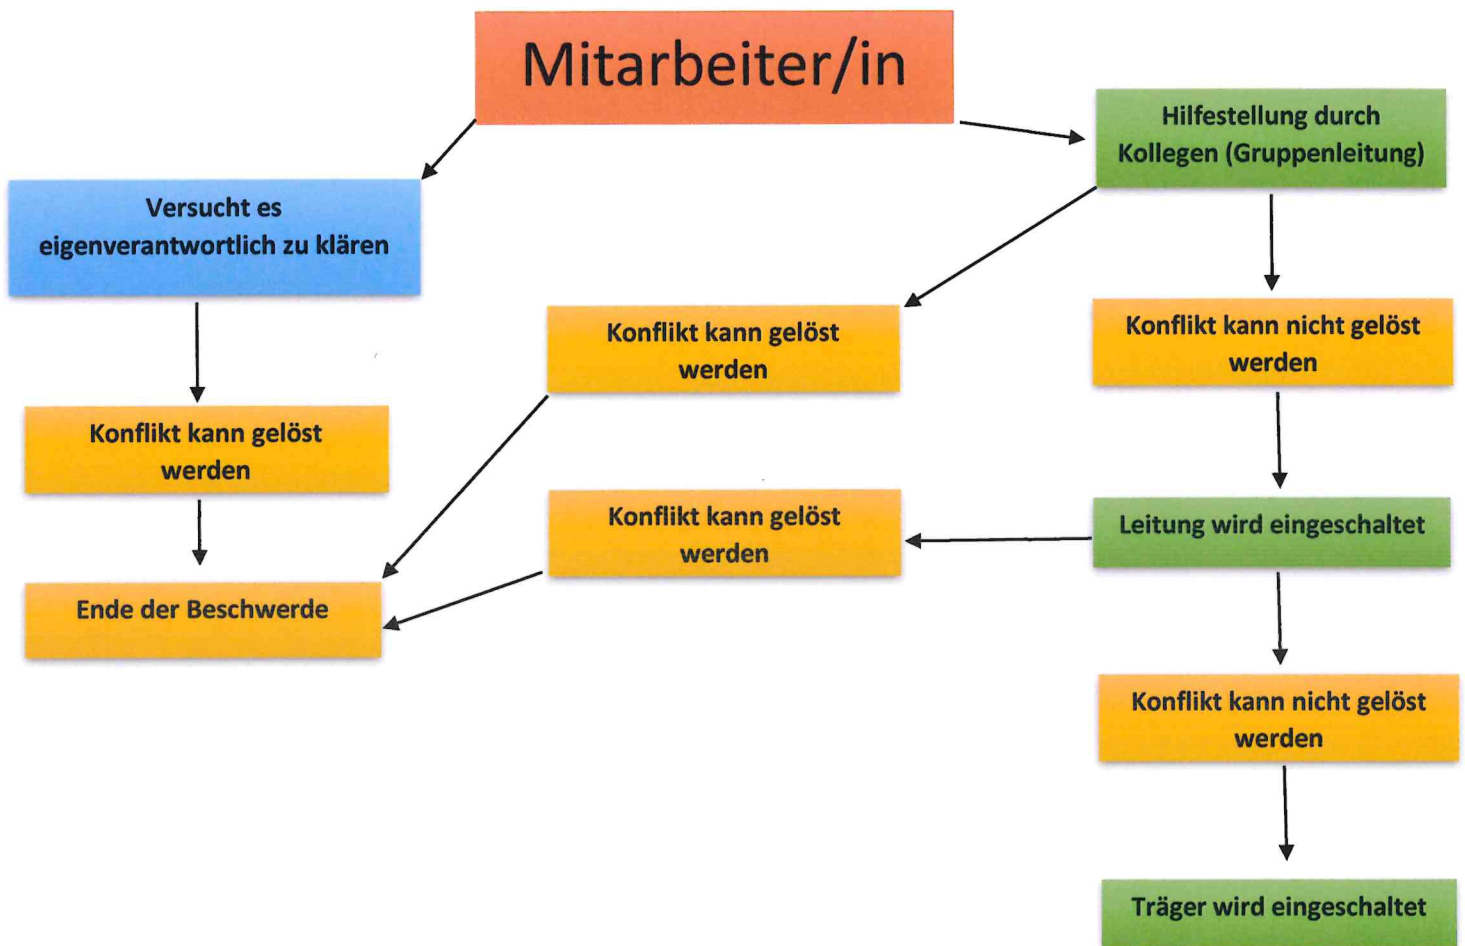 Mitarbeiter/in
Hilfestellung durch
Kollegen (Gruppenleitung)
Versucht es
eigenverantwortlich zu klären
Konflikt kann gelöst
werden
Konflikt kann nicht gelöst
werden
Konflikt kann gelöst
werden
Konflikt kann gelöst
werden
Leitung wird eingeschaltet
Ende der Beschwerde
Konflikt kann nicht gelöst
werden
Träger wird eingeschaltet